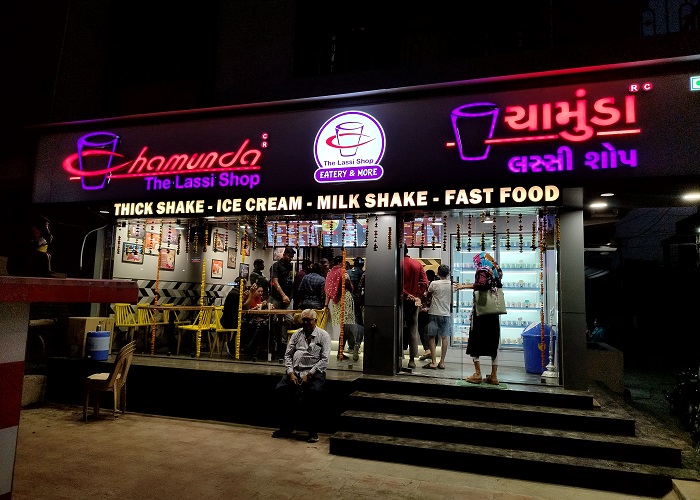 Chamunda
C
R
The Lassi Shop
The Lassi Shop
EATERY & MORE
R C
ચામુંડા
લસ્સી શોપ
THICK SHAKE - ICE CREAM - MILK SHAKE - FAST FOOD